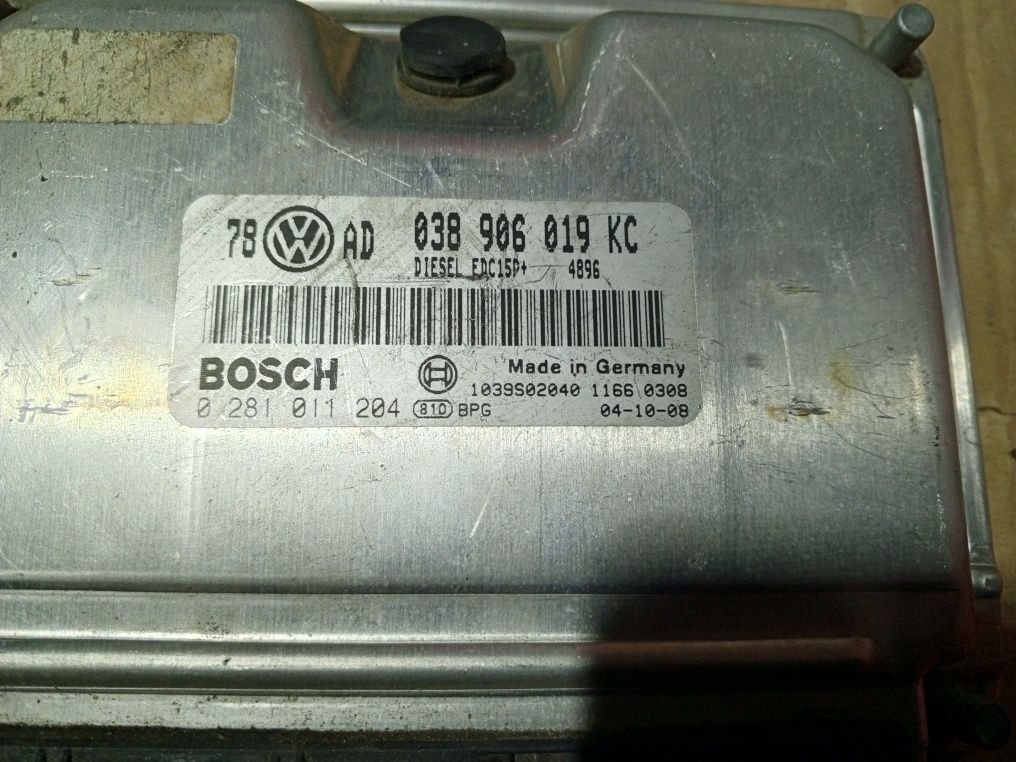 78 AD 038 906 019 KC
DIESEL EDC15P+ 4896
BOSCH Made in Germany
1039S02040 1166 0308
0 281 011 204 810 BPG 04-10-08